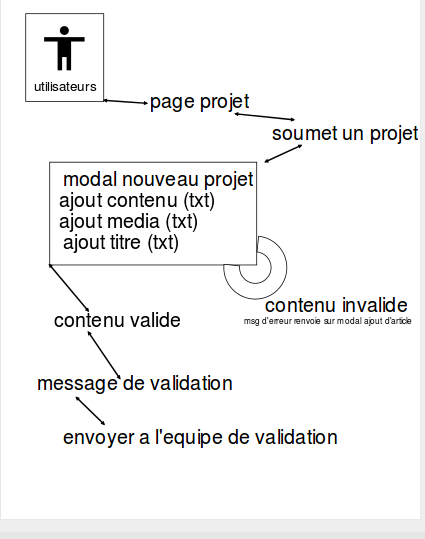 utilisateurs
page projet
soumet un projet
modal nouveau projet
ajout contenu (txt)
ajout media (txt)
ajout titre (txt)
contenu invalide
msg d'erreur renvoie sur modal ajout d'article
contenu valide
message de validation
envoyer a l'equipe de validation